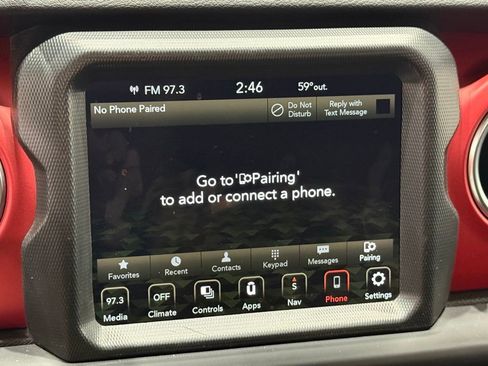 FM 97.3 2:46 59°out.
No Phone Paired Do Not Disturb Reply with Text Message
Go to 'Pairing'
to add or connect a phone.
Favorites Recent Contacts Keypad Messages Pairing
97.3 OFF S
Media Climate Controls Apps Nav Phone Settings